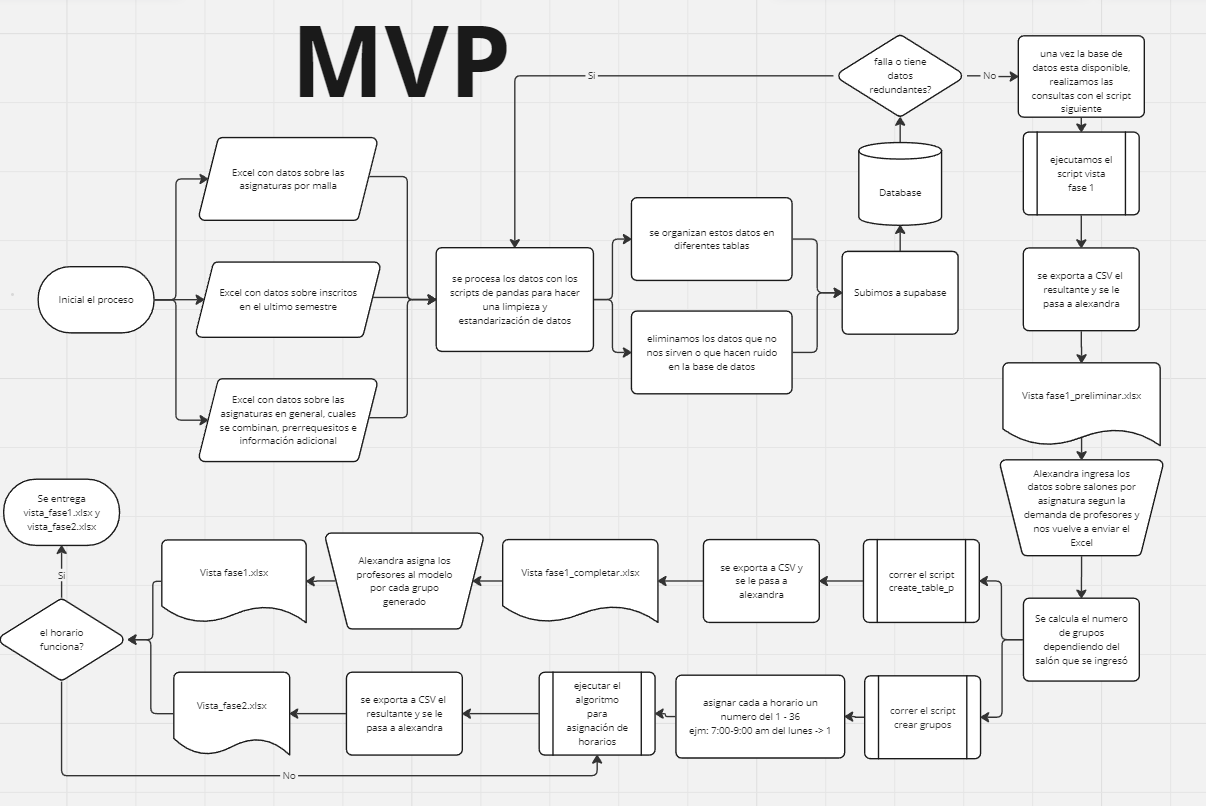 MVP
falla o tiene
datos
redundantes?
Si
No
una vez la base de
datos esta disponible,
realizamos las
consultas con el script
siguiente
Excel con datos sobre las
asignaturas por malla
ejecutamos el
script vista
fase 1
Database
se organizan estos datos en
diferentes tablas
Inicial el proceso
Excel con datos sobre inscritos
en el ultimo semestre
se procesa los datos con los
scripts de pandas para hacer
una limpieza y
estandarización de datos
Subimos a supabase
se exporta a CSV el
resultante y se le
pasa a alexandra
eliminamos los datos que no
nos sirven o que hacen ruido
en la base de datos
Excel con datos sobre las
asignaturas en general, cuales
se combinan, prerrequesitos e
información adicional
Vista fase1_preliminar.xlsx
Alexandra ingresa los
datos sobre salones por
asignatura segun la
demanda de profesores y
nos vuelve a enviar el
Excel
Se entrega
vista_fase1.xlsx y
vista_fase2.xlsx
Si
Vista fase1.xlsx
Alexandra asigna los
profesores al modelo
por cada grupo
generado
Vista fase1_completar.xlsx
se exporta a CSV y
se le pasa a
alexandra
correr el script
create_table_p
Se calcula el numero
de grupos
dependiendo del
salón que se ingresó
el horario
funciona?
Vista_fase2.xlsx
se exporta a CSV el
resultante y se le
pasa a alexandra
ejecutar el
algoritmo
para
asignación de
horarios
asignar cada a horario un
numero del 1 - 36
ejm: 7:00-9:00 am del lunes -> 1
correr el script
crear grupos
No